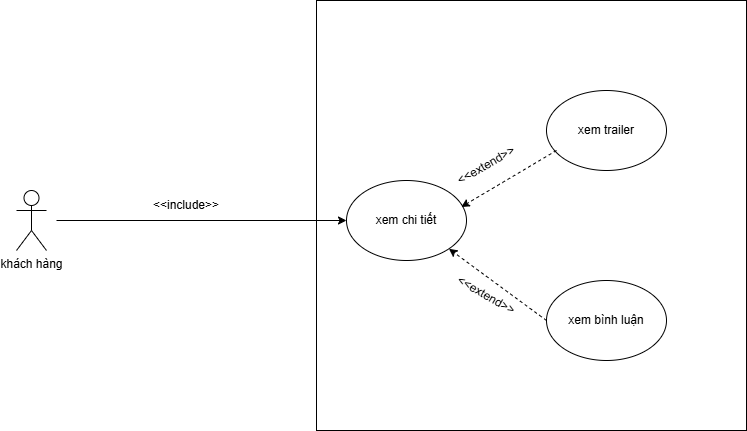 xem trailer
<<extend>>
<<include>>
xem chi tiết
khách hàng
<<extend>>
xem bình luận